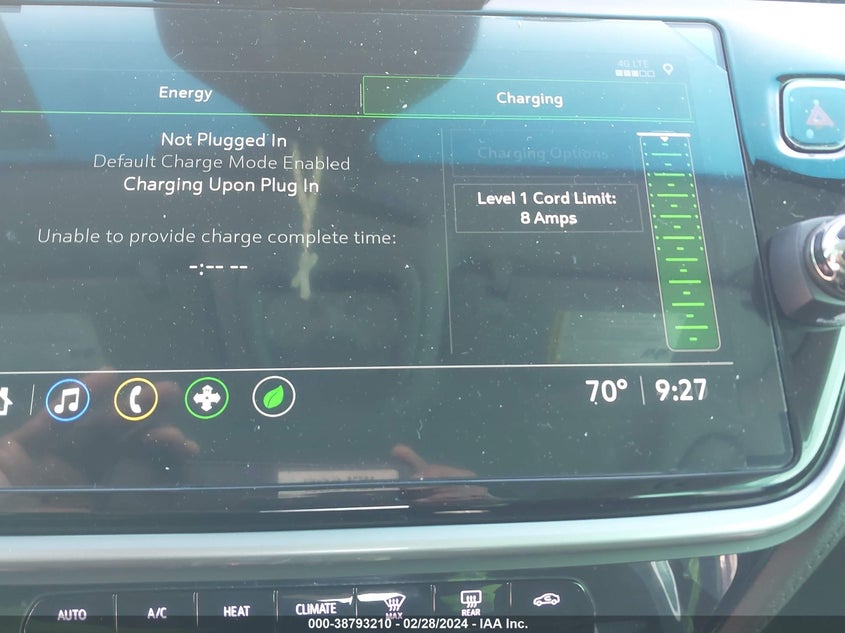 4G LTE
Energy
Charging
Not Plugged In
Default Charge Mode Enabled
Charging Upon Plug In
Unable to provide charge complete time:
-:-- --
Charging Options
Level 1 Cord Limit:
8 Amps
70° 9:27
AUTO
A/C
HEAT
CLIMATE
MAX
REAR
000-38793210 - 02/28/2024 - IAA Inc.